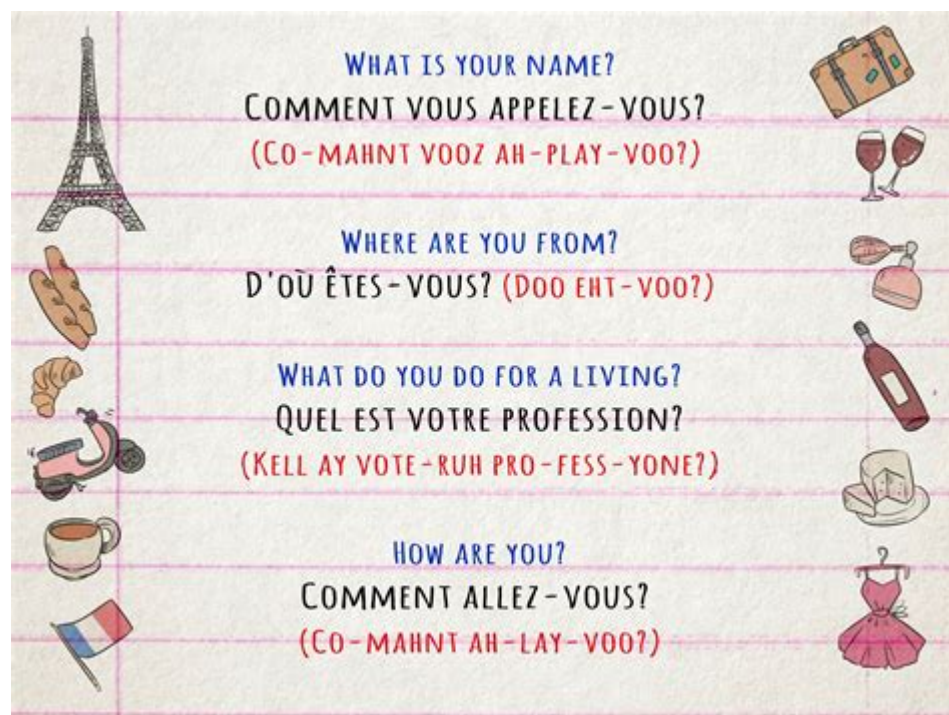 What is your name?
Comment vous appelez-vous?
(Co-mahnt vooz ah-play-voo?)
Where are you from?
D'où êtes-vous? (Doo eht-voo?)
What do you do for a living?
Quel est votre profession?
(Kell ay vote-ruh pro-fess-yone?)
How are you?
Comment allez-vous?
(Co-mahnt ah-lay-voo?)